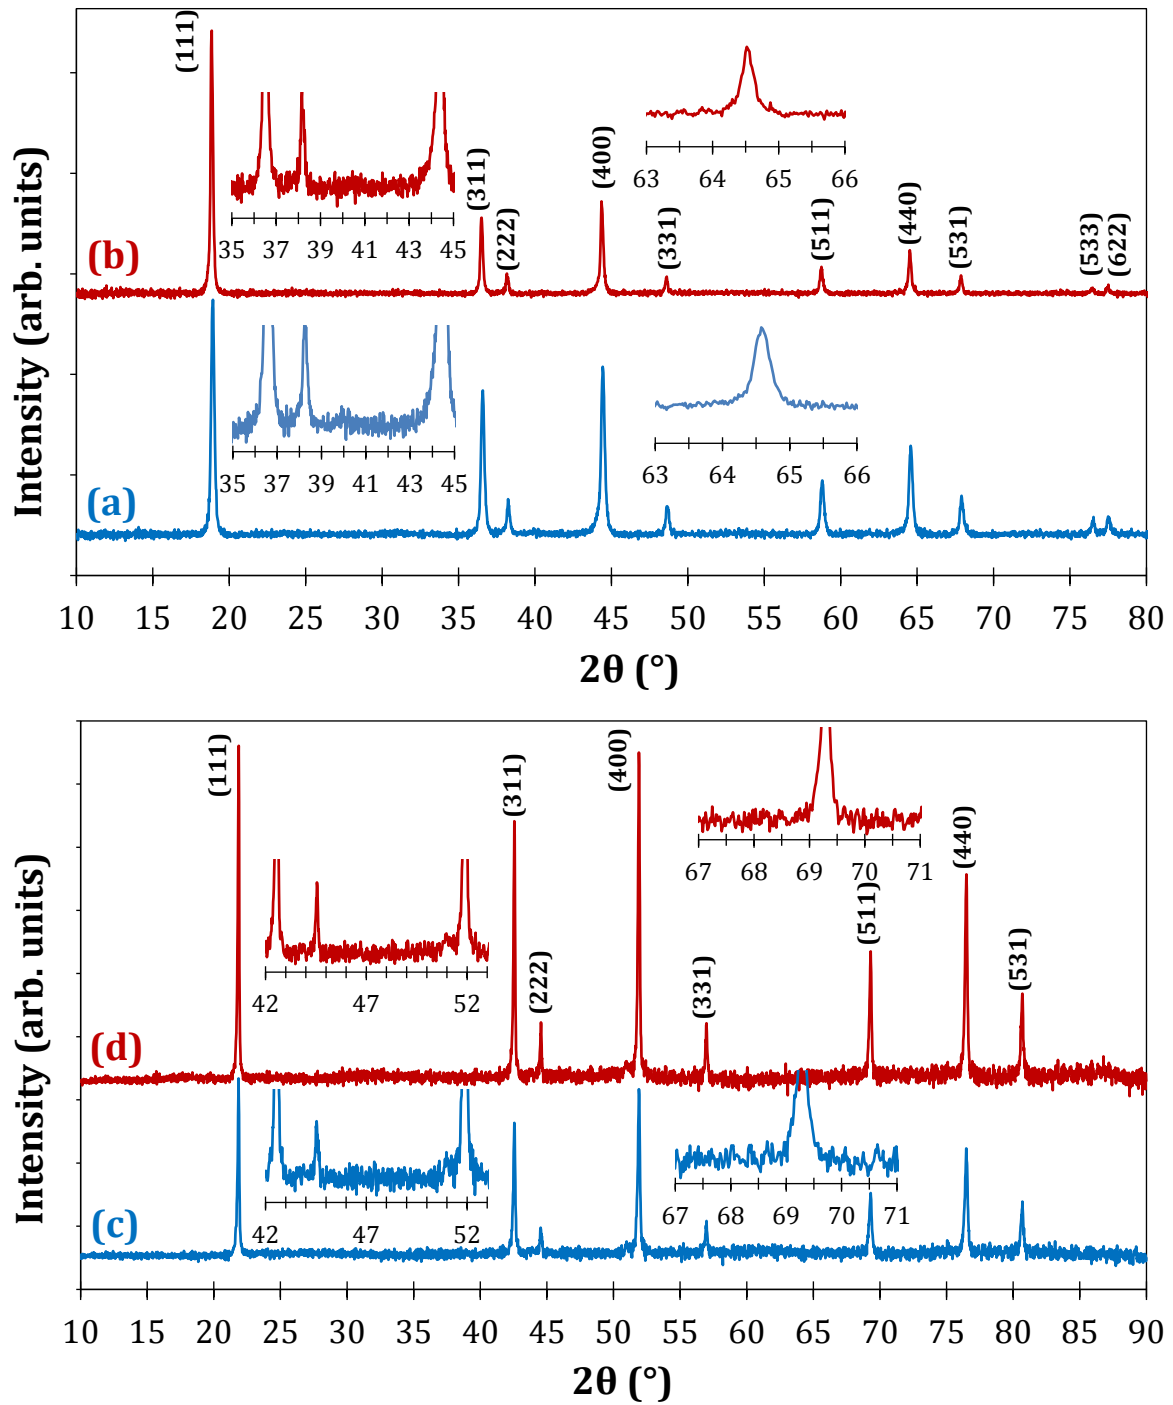 (111)
(311)
(222)
(400)
(331)
(511)
(440)
(531)
(533)
(622)
35 37 39 41 43 45
63 64 65 66
(b)
35 37 39 41 43 45
63 64 65 66
(a)
Intensity (arb. units)
10 15 20 25 30 35 40 45 50 55 60 65 70 75 80
2θ (°)
(111)
(311)
(222)
(400)
(331)
(511)
(440)
(531)
67 68 69 70 71
42 47 52
(d)
42 47 52
67 68 69 70 71
(c)
Intensity (arb. units)
10 15 20 25 30 35 40 45 50 55 60 65 70 75 80 85 90
2θ (°)